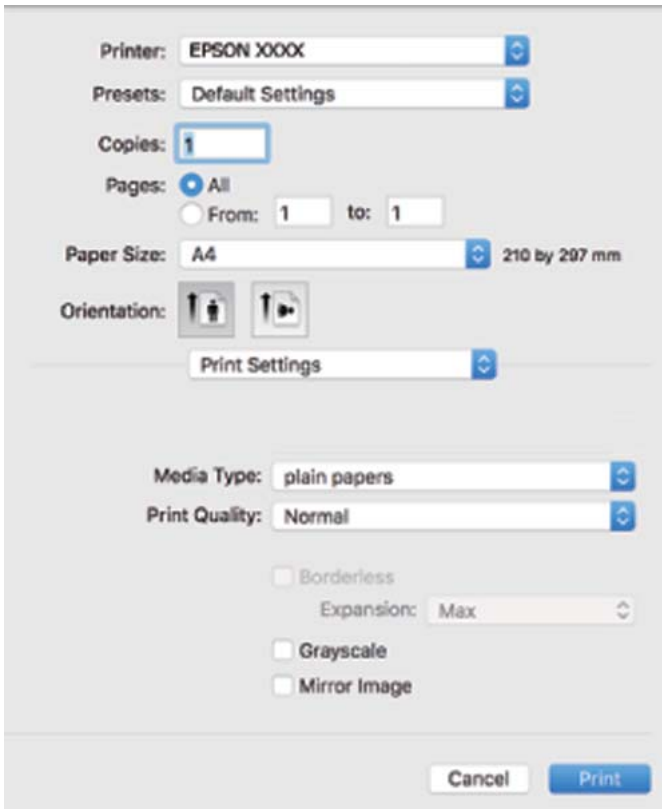 Printer: EPSON XXXX
Presets: Default Settings
Copies: 1
Pages: All
From: 1 to: 1
Paper Size: A4 210 by 297 mm
Orientation:
Print Settings
Media Type: plain papers
Print Quality: Normal
Borderless
Expansion: Max
Grayscale
Mirror Image
Cancel Print